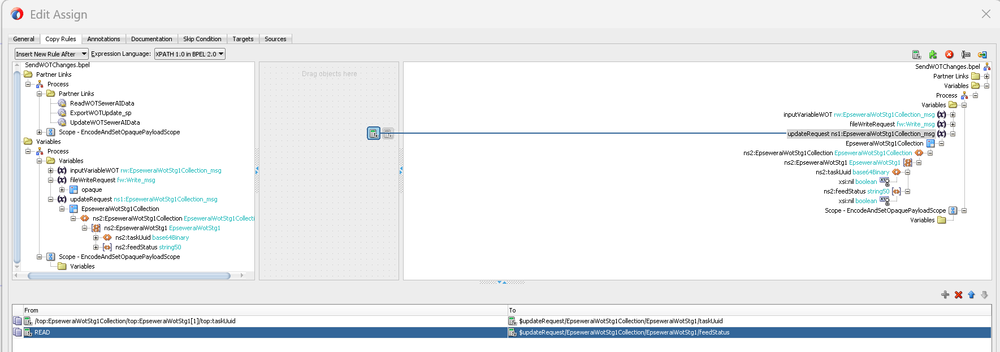 Edit Assign
General Copy Rules Annotations Documentation Skip Condition Targets Sources
Insert New Rule After Expression Language: XPATH 1.0 in BPEL 2.0
SendWOTChanges.bpel
Partner Links
Process
Partner Links
ReadWOTSewerAIData
ExportWOTUpdate_sp
UpdateWOTSewerAIData
Scope - EncodeAndSetOpaquePayloadScope
Variables
Process
Variables
inputVariableWOT rw:EpseweraiWotStg1Collection_msg
fileWriteRequest fw:Write_msg
opaque
updateRequest ns1:EpseweraiWotStg1Collection_msg
EpseweraiWotStg1Collection
ns2:EpseweraiWotStg1Collection EpseweraiWotStg1Collecti
ns2:EpseweraiWotStg1 EpseweraiWotStg1
ns2:taskUuid base64Binary
ns2:feedStatus string50
Scope - EncodeAndSetOpaquePayloadScope
Variables
Drag objects here
SendWOTChanges.bpel
Partner Links
Variables
Process
Variables
inputVariableWOT rw:EpseweraiWotStg1Collection_msg
fileWriteRequest fw:Write_msg
updateRequest ns1:EpseweraiWotStg1Collection_msg
EpseweraiWotStg1Collection
ns2:EpseweraiWotStg1Collection EpseweraiWotStg1Collection
ns2:EpseweraiWotStg1 EpseweraiWotStg1
ns2:taskUuid base64Binary
xsi:nil boolean
ns2:feedStatus string50
xsi:nil boolean
Scope - EncodeAndSetOpaquePayloadScope
Variables
From To
/top:EpseweraiWotStg1Collection/top:EpseweraiWotStg1[1]/top:taskUuid $updateRequest/EpseweraiWotStg1Collection/EpseweraiWotStg1/taskUuid
READ $updateRequest/EpseweraiWotStg1Collection/EpseweraiWotStg1/feedStatus